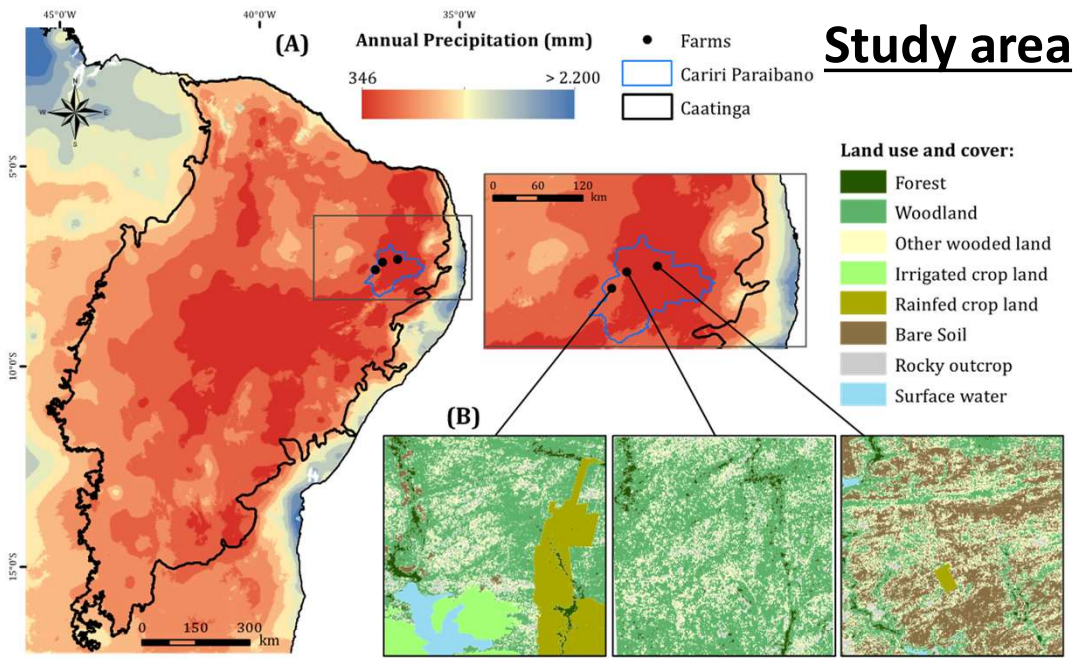 45°0'W
40°0'W
35°0'W
(A)
Annual Precipitation (mm)
346
> 2.200
Farms
Cariri Paraibano
Caatinga
Study area
N
W
E
S
5°0'S
10°0'S
15°0'S
0 60 120
km
Land use and cover:
Forest
Woodland
Other wooded land
Irrigated crop land
Rainfed crop land
Bare Soil
Rocky outcrop
Surface water
(B)
0 150 300
km